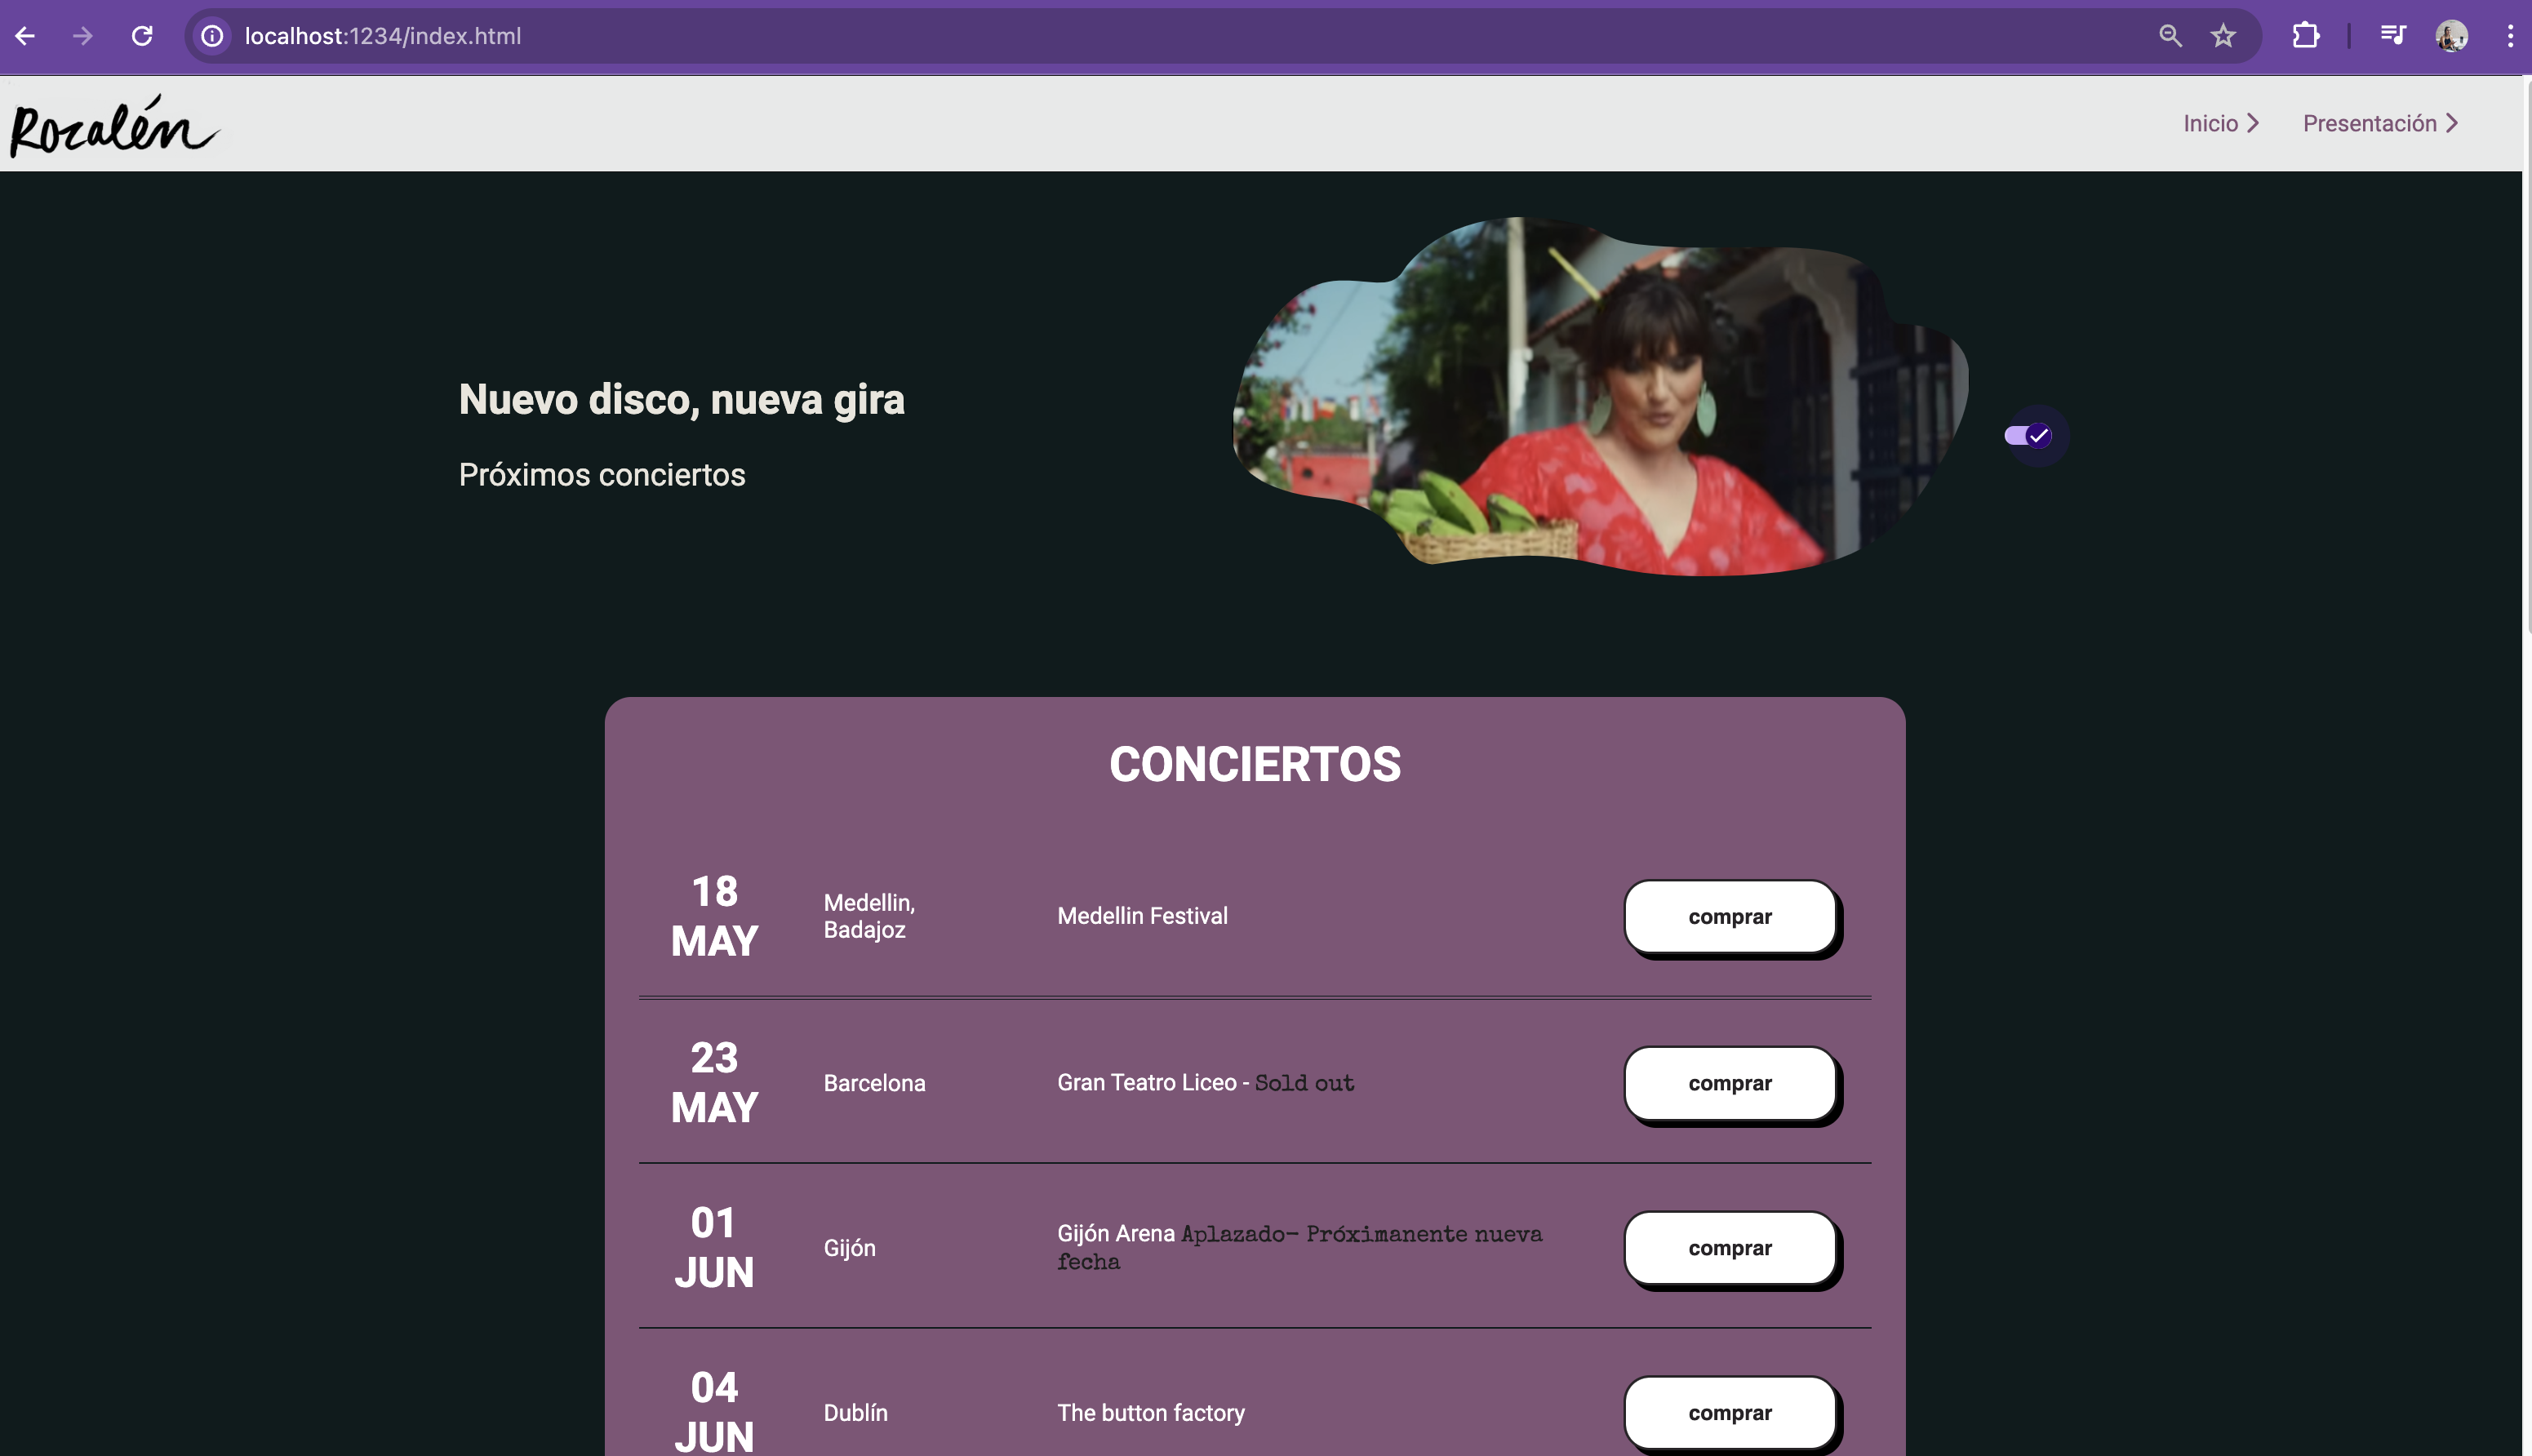 localhost:1234/index.html
Rozalén
Inicio
Presentación
Nuevo disco, nueva gira
Próximos conciertos
CONCIERTOS
18
MAY
Medellin,
Badajoz
Medellin Festival
comprar
23
MAY
Barcelona
Gran Teatro Liceo - Sold out
comprar
01
JUN
Gijón
Gijón Arena Aplazado- Próximanente nueva
fecha
comprar
04
JUN
Dublín
The button factory
comprar